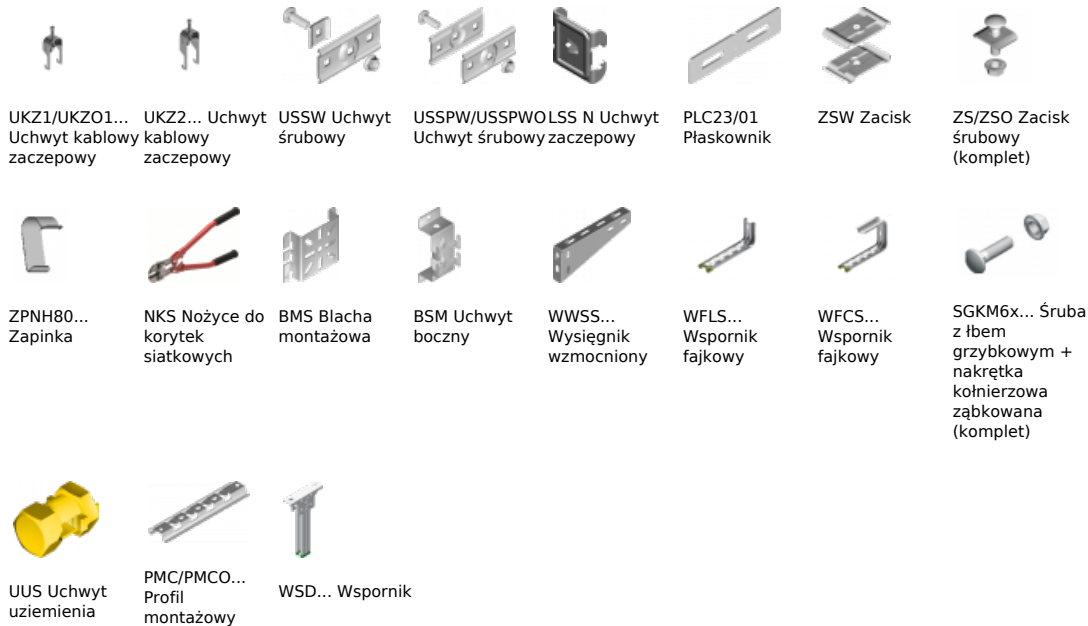 UKZ1/UKZO1...
Uchwyt kablowy
zaczepowy
UKZ2... Uchwyt
kablowy
zaczepowy
USSW Uchwyt
śrubowy
USSPW/USSPWO
Uchwyt śrubowy
LSS N Uchwyt
zaczepowy
PLC23/01
Płaskownik
ZSW Zacisk
ZS/ZSO Zacisk
śrubowy
(komplet)
ZPNH80...
Zapinka
NKS Nożyce do
korytek
siatkowych
BMS Blacha
montażowa
BSM Uchwyt
boczny
WWSS...
Wysięgnik
wzmocniony
WFLS...
Wspornik
fajkowy
WFCS...
Wspornik
fajkowy
SGKM6x... Śruba
z łbem
grzybkowym +
nakrętka
kołnierzowa
ząbkowana
(komplet)
UUS Uchwyt
uziemienia
PMC/PMCO...
Profil
montażowy
WSD... Wspornik